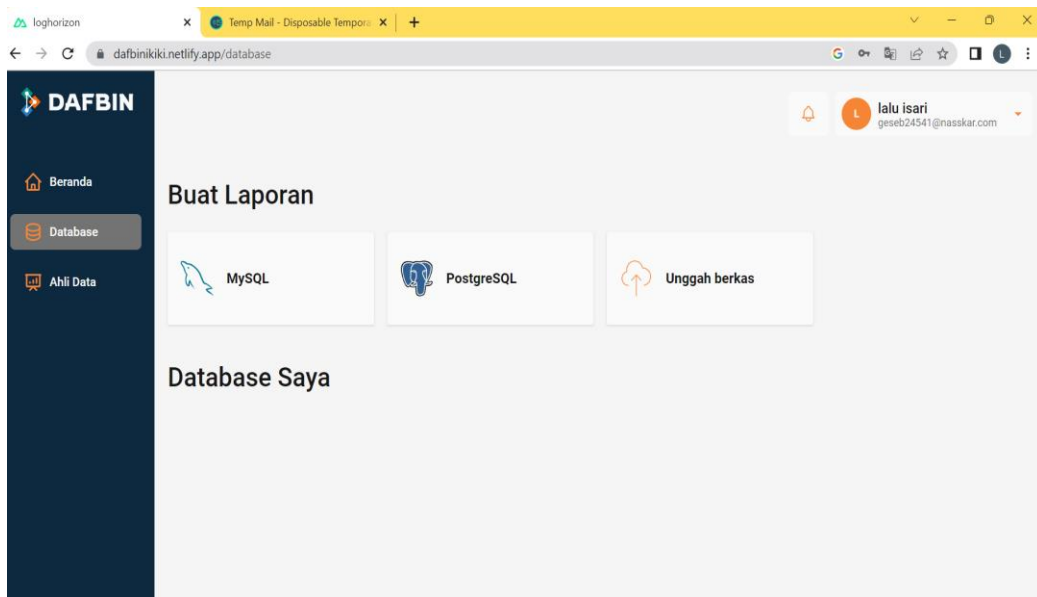 loghorizon
Temp Mail - Disposable Tempora
dafbinikiki.netlify.app/database
DAFBIN
L
lalu isari
geseb24541@nasskar.com
Beranda
Database
Ahli Data
Buat Laporan
MySQL
PostgreSQL
Unggah berkas
Database Saya